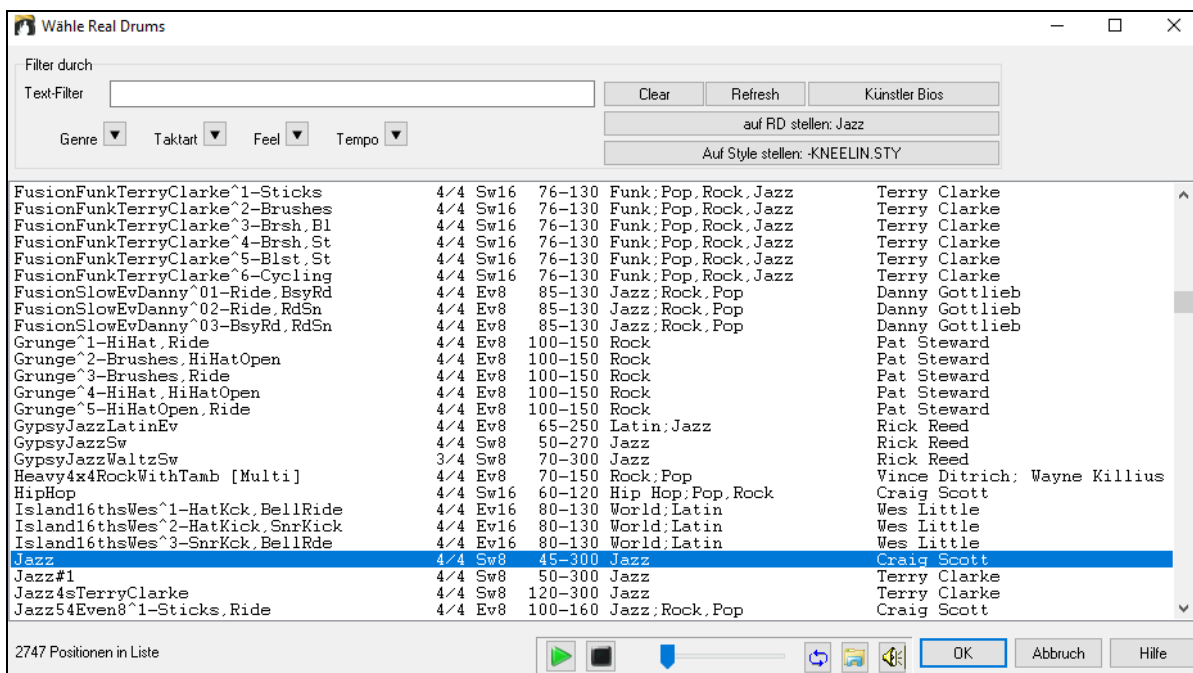 Wähle Real Drums
Filter durch
Text-Filter
Clear Refresh Künstler Bios
auf RD stellen: Jazz
Genre Taktart Feel Tempo
Auf Style stellen: -KNEELIN.STY
FusionFunkTerryClarke^1-Sticks 4/4 Sw16 76-130 Funk;Pop,Rock,Jazz Terry Clarke
FusionFunkTerryClarke^2-Brushes 4/4 Sw16 76-130 Funk;Pop,Rock,Jazz Terry Clarke
FusionFunkTerryClarke^3-Brsh,Bl 4/4 Sw16 76-130 Funk;Pop,Rock,Jazz Terry Clarke
FusionFunkTerryClarke^4-Brsh,St 4/4 Sw16 76-130 Funk;Pop,Rock,Jazz Terry Clarke
FusionFunkTerryClarke^5-Blst,St 4/4 Sw16 76-130 Funk;Pop,Rock,Jazz Terry Clarke
FusionFunkTerryClarke^6-Cycling 4/4 Sw16 76-130 Funk;Pop,Rock,Jazz Terry Clarke
FusionSlowEvDanny^01-Ride,BsyRd 4/4 Ev8 85-130 Jazz;Rock,Pop Danny Gottlieb
FusionSlowEvDanny^02-Ride,RdSn 4/4 Ev8 85-130 Jazz;Rock,Pop Danny Gottlieb
FusionSlowEvDanny^03-BsyRd,RdSn 4/4 Ev8 85-130 Jazz;Rock,Pop Danny Gottlieb
Grunge^1-HiHat,Ride 4/4 Ev8 100-150 Rock Pat Steward
Grunge^2-Brushes,HiHatOpen 4/4 Ev8 100-150 Rock Pat Steward
Grunge^3-Brushes,Ride 4/4 Ev8 100-150 Rock Pat Steward
Grunge^4-HiHat,HiHatOpen 4/4 Ev8 100-150 Rock Pat Steward
Grunge^5-HiHatOpen,Ride 4/4 Ev8 100-150 Rock Pat Steward
GypsyJazzLatinEv 4/4 Ev8 65-250 Latin;Jazz Rick Reed
GypsyJazzSw 4/4 Sw8 50-270 Jazz Rick Reed
GypsyJazzWaltzSw 3/4 Sw8 70-300 Jazz Rick Reed
Heavy4x4RockWithTamb [Multi] 4/4 Ev8 70-150 Rock;Pop Vince Ditrich; Wayne Killius
HipHop 4/4 Sw16 60-120 Hip Hop;Pop,Rock Craig Scott
Island16thsWes^1-HatKck,BellRide 4/4 Ev16 80-130 World;Latin Wes Little
Island16thsWes^2-HatKick,SnrKick 4/4 Ev16 80-130 World;Latin Wes Little
Island16thsWes^3-SnrKck,BellRde 4/4 Ev16 80-130 World;Latin Wes Little
Jazz 4/4 Sw8 45-300 Jazz Craig Scott
Jazz#1 4/4 Sw8 50-300 Jazz Terry Clarke
Jazz4sTerryClarke 4/4 Sw8 120-300 Jazz Terry Clarke
Jazz54Even8^1-Sticks,Ride 4/4 Ev8 100-160 Jazz;Rock,Pop Craig Scott
2747 Positionen in Liste OK Abbruch Hilfe